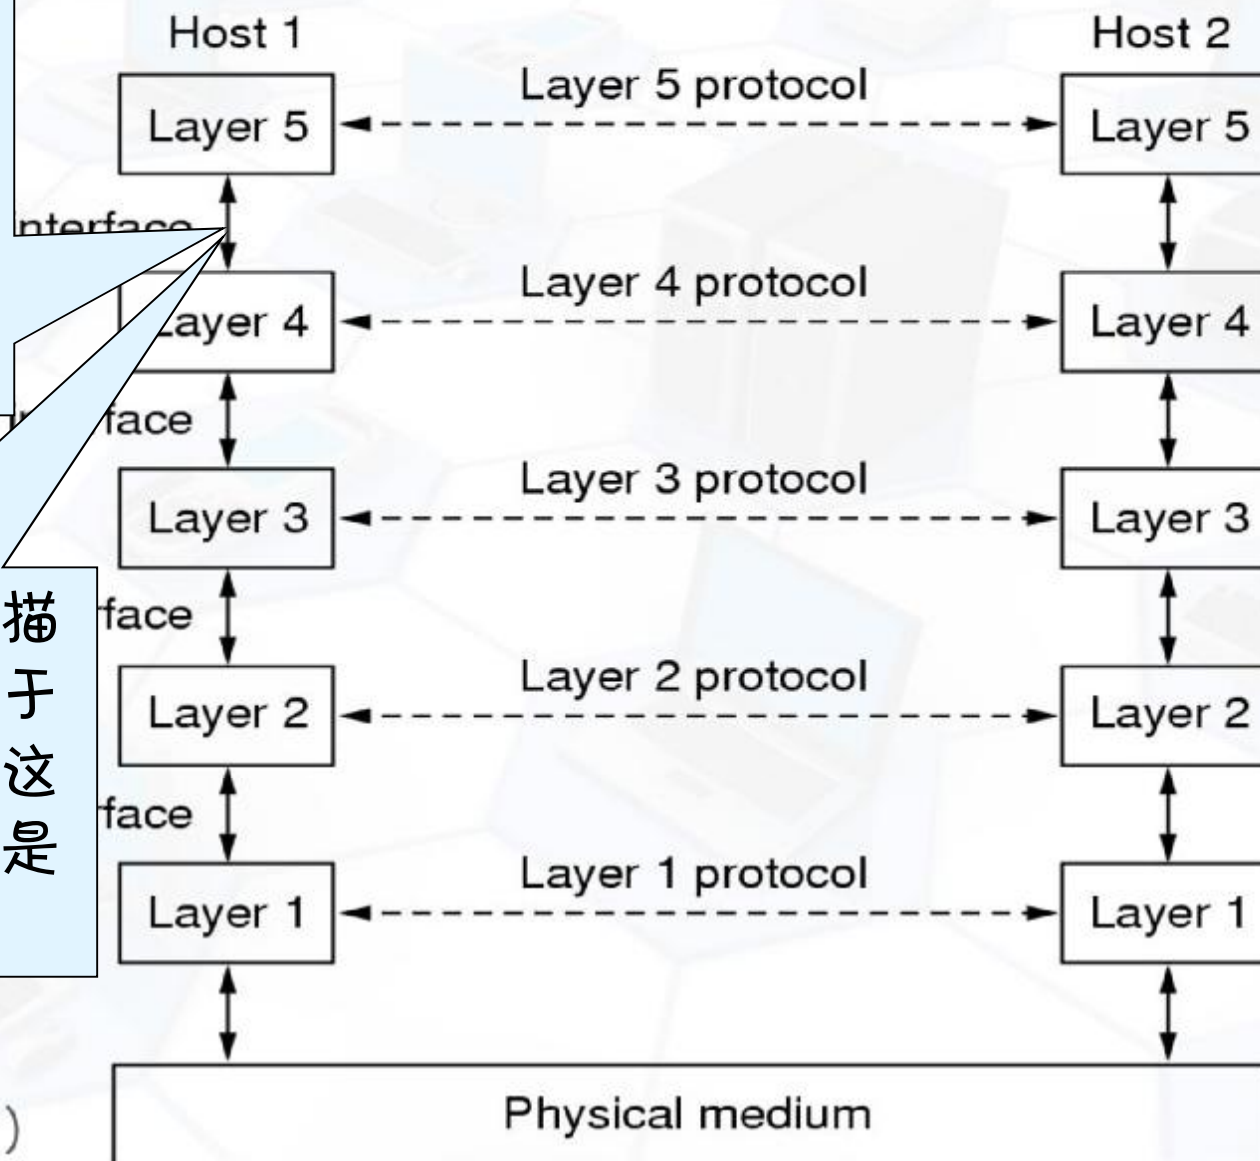 Host 1
Host 2
Layer 5 protocol
Layer 5
Layer 5
Layer 4 protocol
Layer 4
Layer 4
face
Layer 3 protocol
Layer 3
Layer 3
描
face
于
Layer 2 protocol
Layer 2
Layer 2
这
face
是
Layer 1 protocol
Layer 1
Layer 1
Physical medium
)